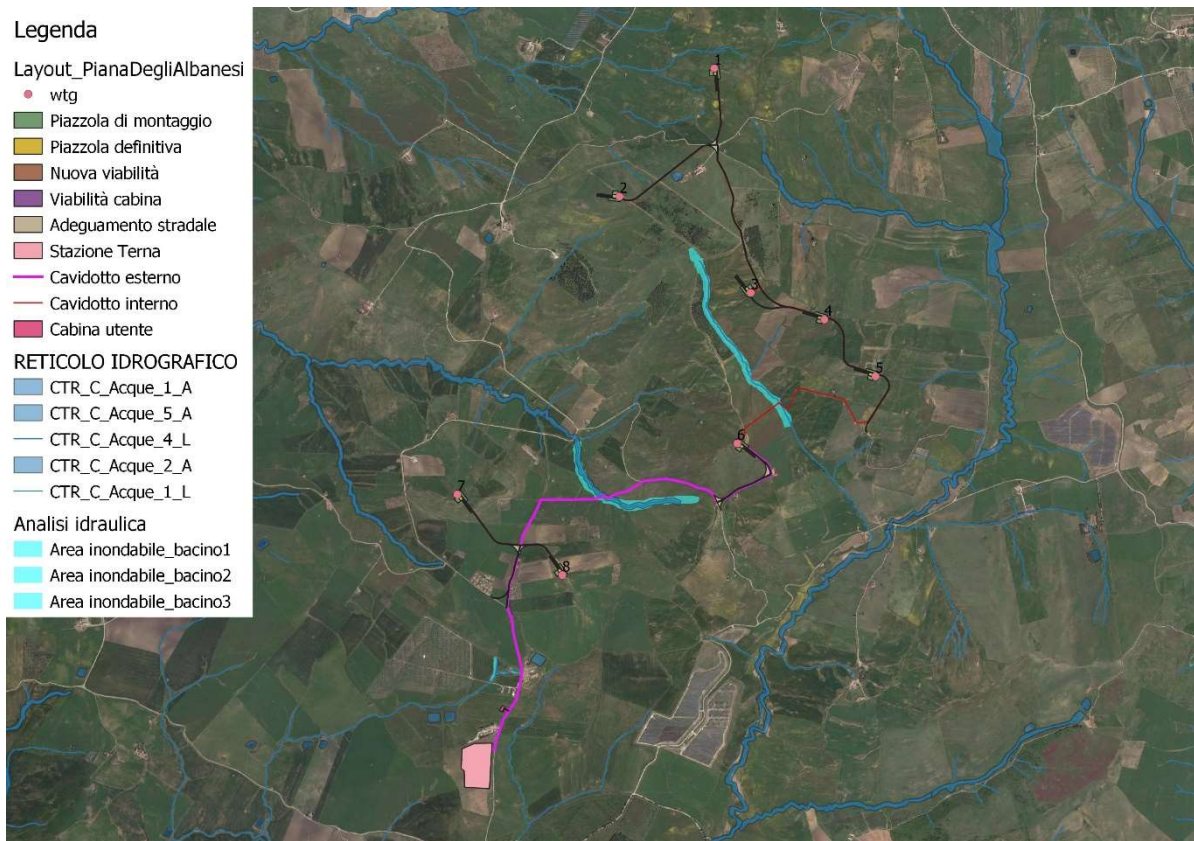 Legenda
Layout_PianaDegliAlbanesi
wtg
Piazzola di montaggio
Piazzola definitiva
Nuova viabilità
Viabilità cabina
Adeguamento stradale
Stazione Terna
Cavidotto esterno
Cavidotto interno
Cabina utente
RETICOLO IDROGRAFICO
CTR_C_Acque_1_A
CTR_C_Acque_5_A
CTR_C_Acque_4_L
CTR_C_Acque_2_A
CTR_C_Acque_1_L
Analisi idraulica
Area inondabile_bacino1
Area inondabile_bacino2
Area inondabile_bacino3
1
2
3
4
5
6
7
8